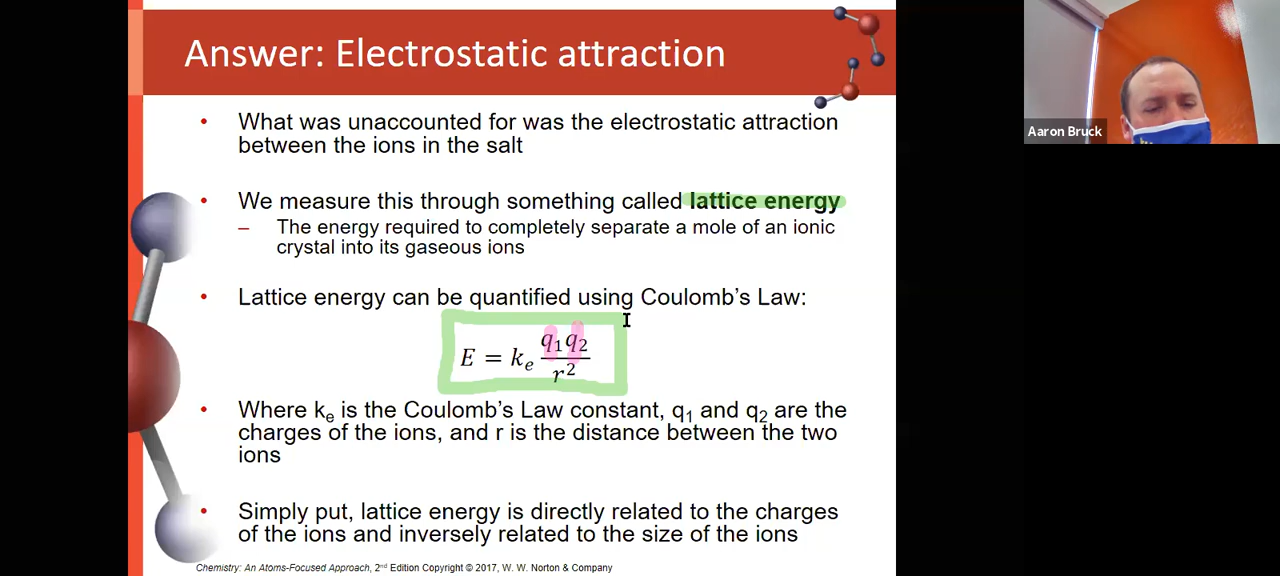 Answer: Electrostatic attraction
Aaron Bruck
• What was unaccounted for was the electrostatic attraction
between the ions in the salt
• We measure this through something called lattice energy
– The energy required to completely separate a mole of an ionic
crystal into its gaseous ions
• Lattice energy can be quantified using Coulomb's Law:
E = kₑ q₁q₂ / r²
• Where kₑ is the Coulomb's Law constant, q₁ and q₂ are the
charges of the ions, and r is the distance between the two
ions
• Simply put, lattice energy is directly related to the charges
of the ions and inversely related to the size of the ions
Chemistry: An Atoms-Focused Approach, 2nd Edition Copyright © 2017, W. W. Norton & Company